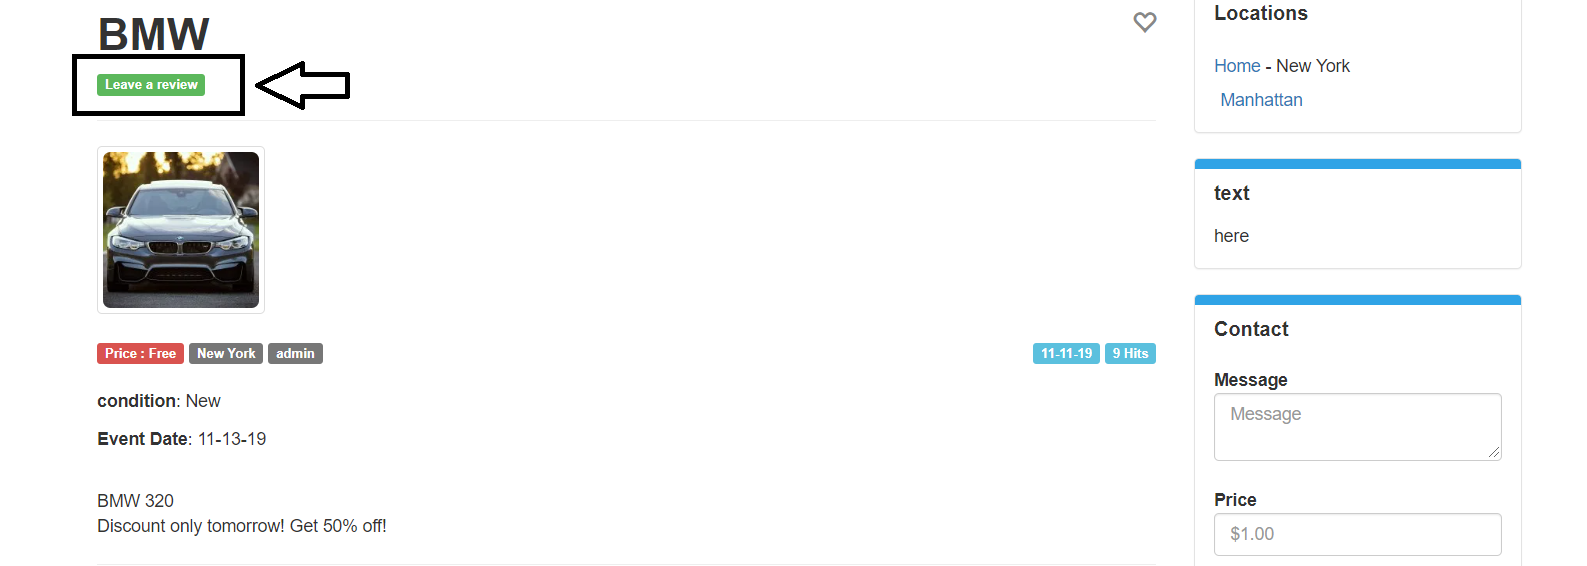 BMW
Leave a review
Price : Free New York admin 11-11-19 9 Hits
condition: New
Event Date: 11-13-19
BMW 320
Discount only tomorrow! Get 50% off!
Locations
Home - New York
Manhattan
text
here
Contact
Message
Message
Price
$1.00